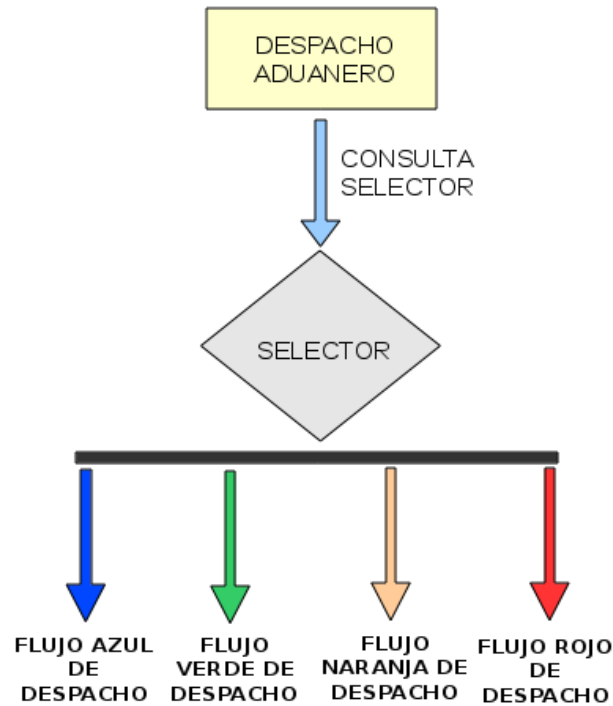 DESPACHO
ADUANERO
CONSULTA
SELECTOR
SELECTOR
FLUJO AZUL
DE
DESPACHO
FLUJO
VERDE DE
DESPACHO
FLUJO
NARANJA DE
DESPACHO
FLUJO ROJO
DE
DESPACHO